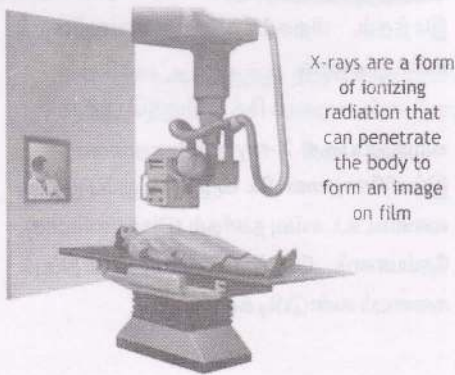 X-rays are a form
of ionizing
radiation that
can penetrate
the body to
form an image
on film